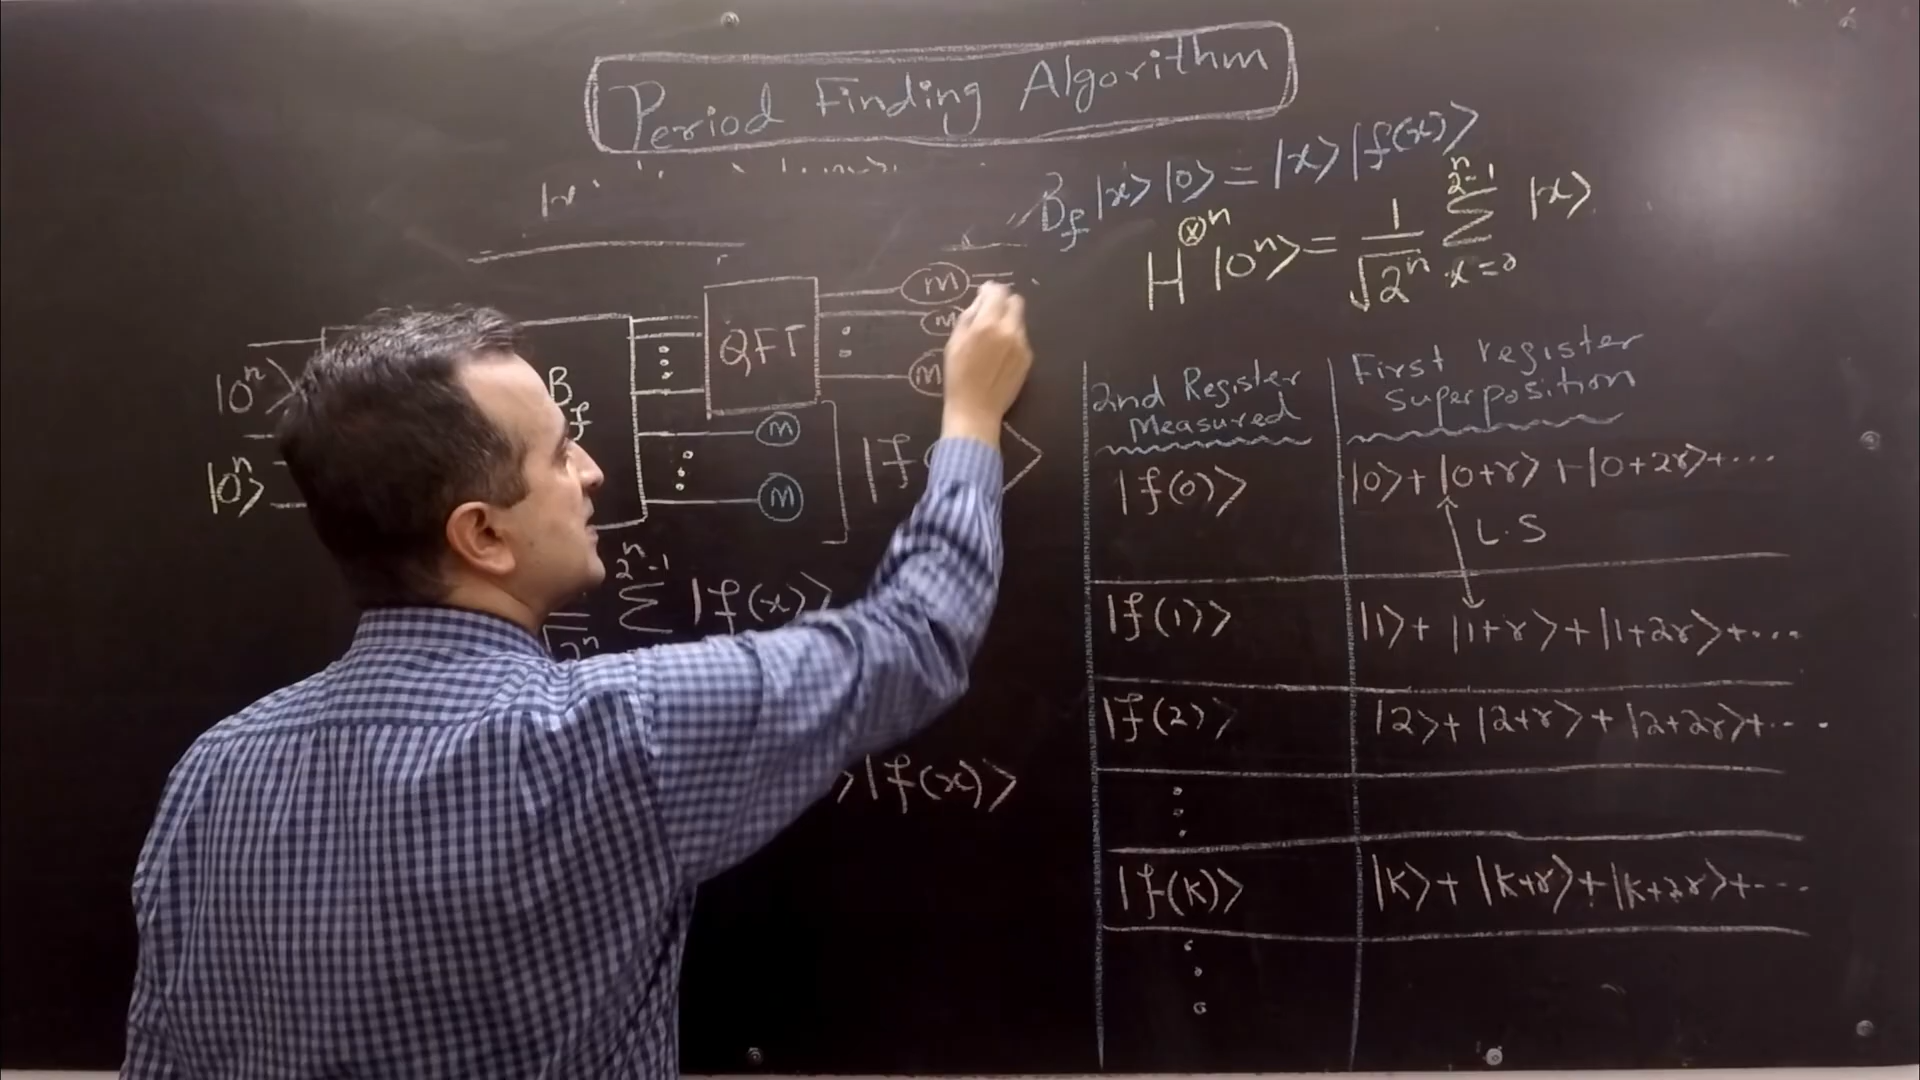 Period Finding Algorithm
B_f |x⟩ |0⟩ = |x⟩ |f(x)⟩
H^{⊗n} |0^n⟩ = 1/√2^n Σ_{x=0}^{2^n-1} |x⟩
|0^n⟩
|0^n⟩
B_f
QFT
m
m
m
m
m
|f(
2^n-1
Σ |f(x)⟩
√2^n
⟩|f(x)⟩
2nd Register Measured
First register superposition
|f(0)⟩ |0⟩ + |0+r⟩ + |0+2r⟩ + ...
L.S
|f(1)⟩ |1⟩ + |1+r⟩ + |1+2r⟩ + ...
|f(2)⟩ |2⟩ + |2+r⟩ + |2+2r⟩ + ...
|f(k)⟩ |k⟩ + |k+r⟩ + |k+2r⟩ + ...